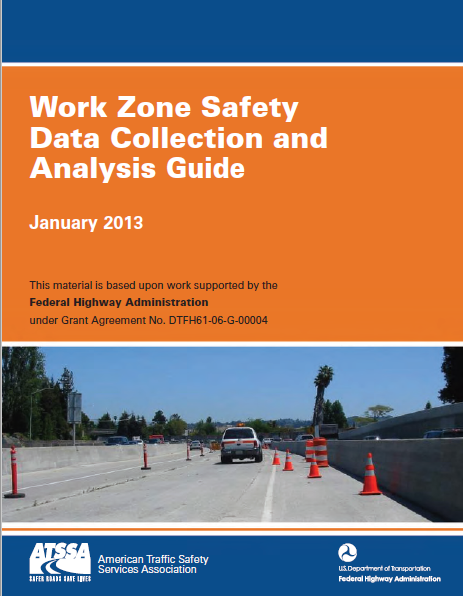 Work Zone Safety
Data Collection and
Analysis Guide
January 2013
This material is based upon work supported by the
Federal Highway Administration
under Grant Agreement No. DTFH61-06-G-00004
ATSSA
SAFER ROADS SAVE LIVES
American Traffic Safety
Services Association
U.S. Department of Transportation
Federal Highway Administration